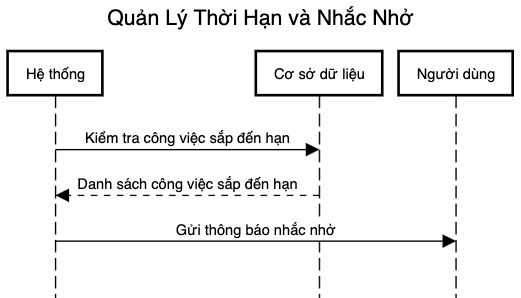 Quản Lý Thời Hạn và Nhắc Nhở
Hệ thống
Cơ sở dữ liệu
Người dùng
Kiểm tra công việc sắp đến hạn
Danh sách công việc sắp đến hạn
Gửi thông báo nhắc nhở